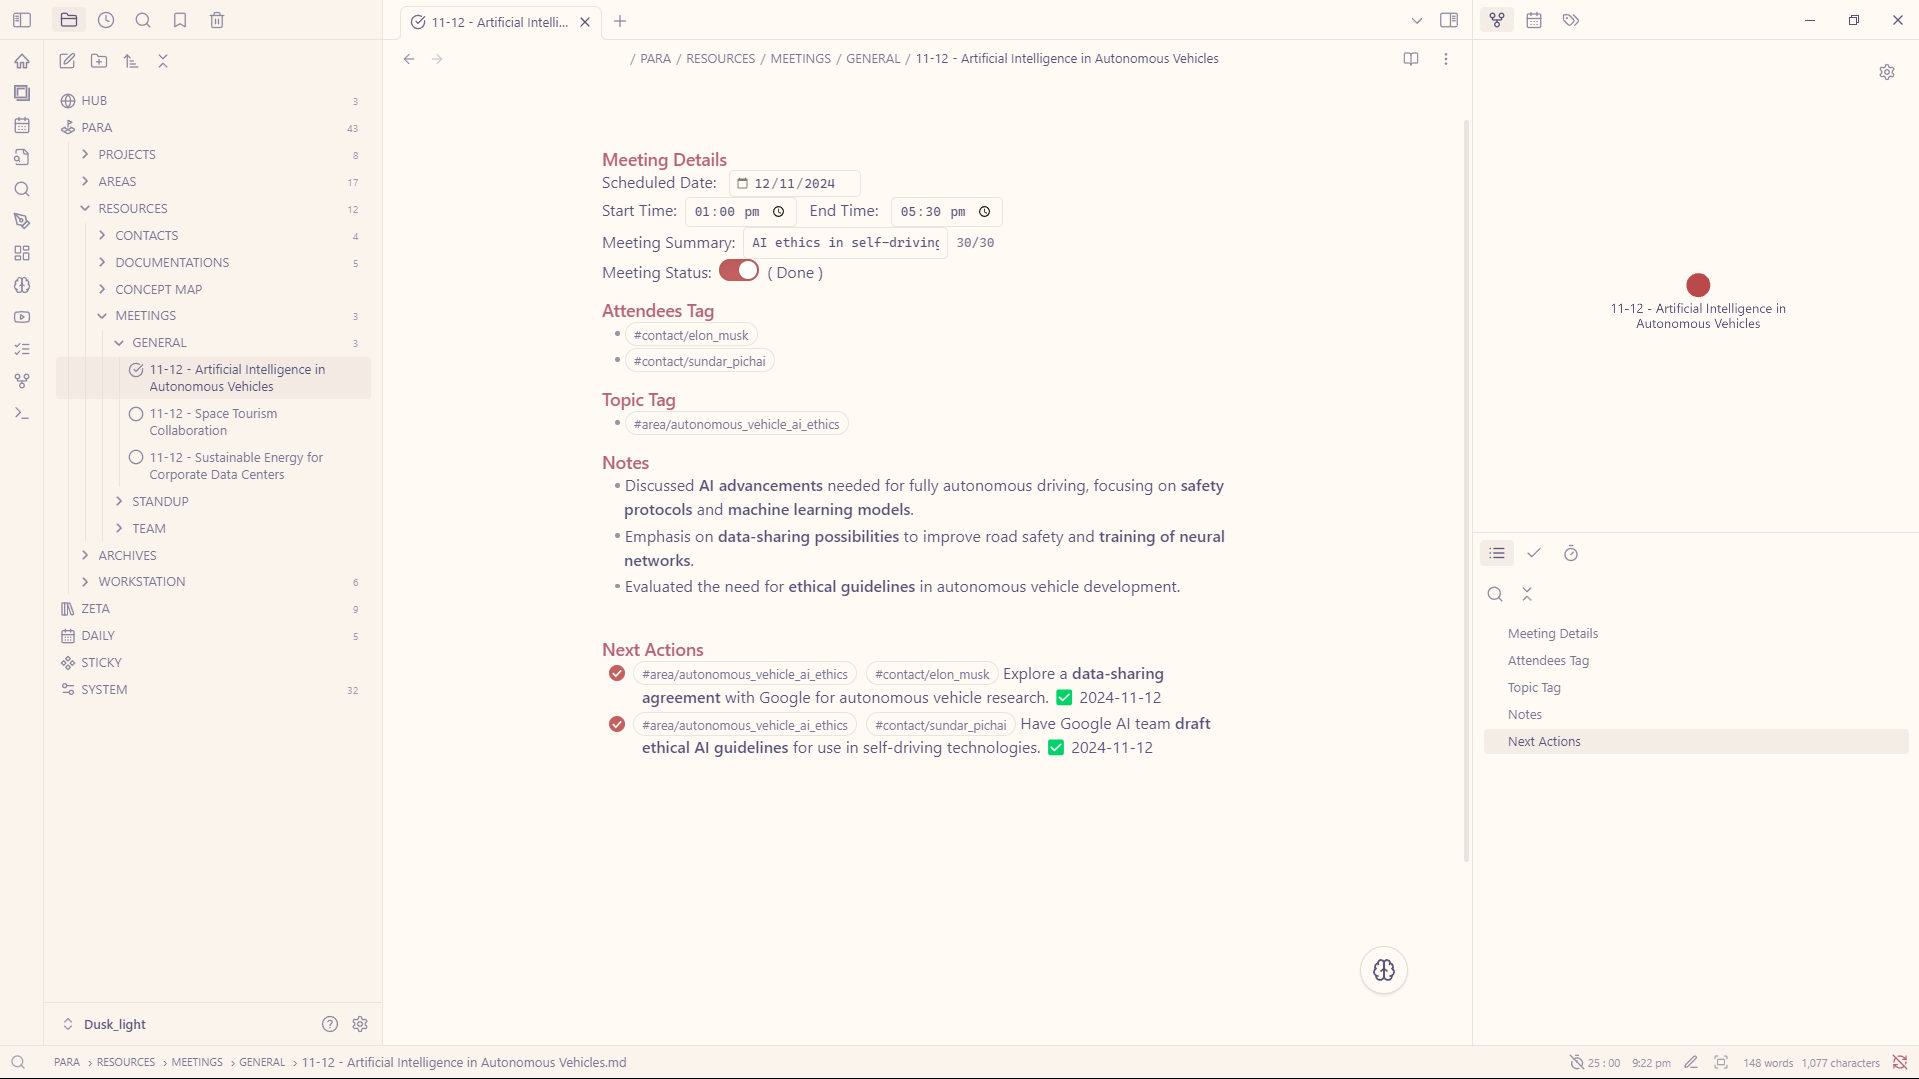 11-12 - Artificial Intelli...
/ PARA / RESOURCES / MEETINGS / GENERAL / 11-12 - Artificial Intelligence in Autonomous Vehicles
HUB 3
PARA 43
PROJECTS 8
AREAS 17
RESOURCES 12
CONTACTS 4
DOCUMENTATIONS 5
CONCEPT MAP
MEETINGS 3
GENERAL 3
11-12 - Artificial Intelligence in
Autonomous Vehicles
11-12 - Space Tourism
Collaboration
11-12 - Sustainable Energy for
Corporate Data Centers
STANDUP
TEAM
ARCHIVES
WORKSTATION 6
ZETA 9
DAILY 5
STICKY
SYSTEM 32
Dusk_light
Meeting Details
Scheduled Date: 12/11/2024
Start Time: 01:00 pm End Time: 05:30 pm
Meeting Summary: AI ethics in self-driving 30/30
Meeting Status: ( Done )
Attendees Tag
#contact/elon_musk
#contact/sundar_pichai
Topic Tag
#area/autonomous_vehicle_ai_ethics
Notes
Discussed AI advancements needed for fully autonomous driving, focusing on safety
protocols and machine learning models.
Emphasis on data-sharing possibilities to improve road safety and training of neural
networks.
Evaluated the need for ethical guidelines in autonomous vehicle development.
Next Actions
#area/autonomous_vehicle_ai_ethics #contact/elon_musk Explore a data-sharing
agreement with Google for autonomous vehicle research. ✅ 2024-11-12
#area/autonomous_vehicle_ai_ethics #contact/sundar_pichai Have Google AI team draft
ethical AI guidelines for use in self-driving technologies. ✅ 2024-11-12
11-12 - Artificial Intelligence in
Autonomous Vehicles
Meeting Details
Attendees Tag
Topic Tag
Notes
Next Actions
PARA › RESOURCES › MEETINGS › GENERAL › 11-12 - Artificial Intelligence in Autonomous Vehicles.md
25 : 00 9:22 pm 148 words 1,077 characters